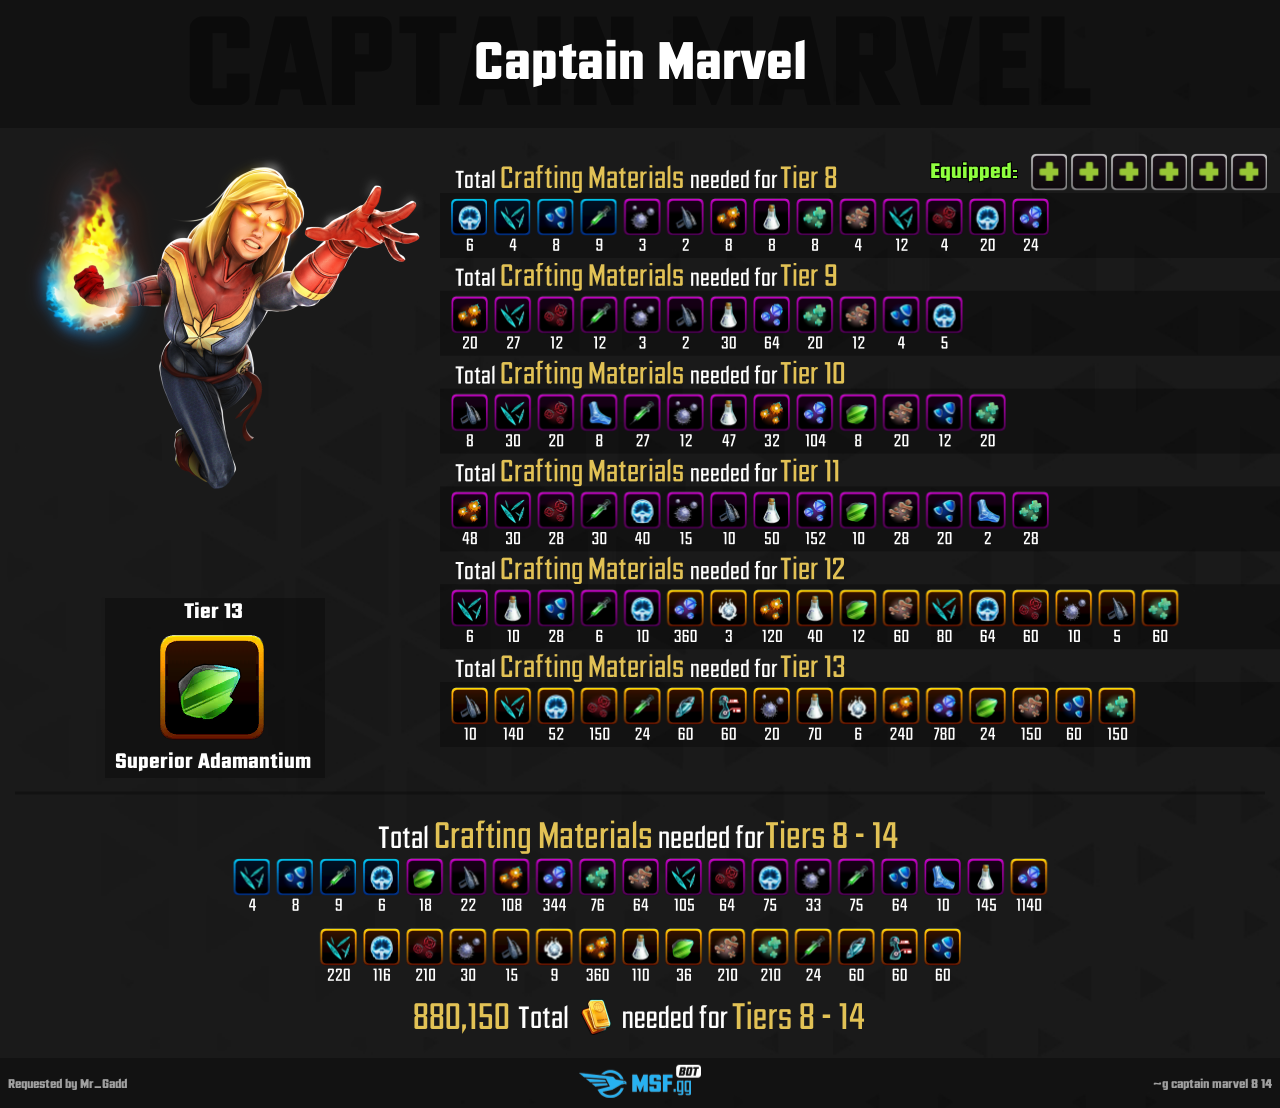 CAPTAIN MARVEL
Captain Marvel
Equipped:
Total Crafting Materials needed for Tier 8
6 4 8 9 3 2 8 8 8 4 12 4 20 24
Total Crafting Materials needed for Tier 9
20 27 12 12 3 2 30 64 20 12 4 5
Total Crafting Materials needed for Tier 10
8 30 20 8 27 12 47 32 104 8 20 12 20
Total Crafting Materials needed for Tier 11
48 30 28 30 40 15 10 50 152 10 28 20 2 28
Total Crafting Materials needed for Tier 12
6 10 28 6 10 360 3 120 40 12 60 80 64 60 10 5 60
Total Crafting Materials needed for Tier 13
10 140 52 150 24 60 60 20 70 6 240 780 24 150 60 150
Tier 13
Superior Adamantium
Total Crafting Materials needed for Tiers 8 - 14
4 8 9 6 18 22 108 344 76 64 105 64 75 33 75 64 10 145 1140
220 116 210 30 15 9 360 110 36 210 210 24 60 60 60
880,150 Total needed for Tiers 8 - 14
Requested by Mr_Gadd
MSF.gg BOT
~g captain marvel 8 14